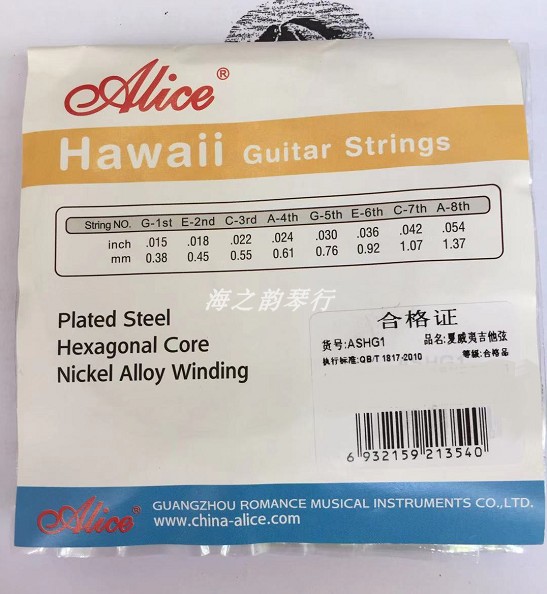 Alice®
Hawaii Guitar Strings
String NO. G-1st E-2nd C-3rd A-4th G-5th E-6th C-7th A-8th
inch .015 .018 .022 .024 .030 .036 .042 .054
mm 0.38 0.45 0.55 0.61 0.76 0.92 1.07 1.37
海之韵琴行
Plated Steel
Hexagonal Core
Nickel Alloy Winding
合格证
货号:ASHG1 品名:夏威夷吉他弦
执行标准:QB/T 1817-2010 等级:合格品
6 932159 213540
Alice®
GUANGZHOU ROMANCE MUSICAL INSTRUMENTS CO.,LTD.
www.china-alice.com